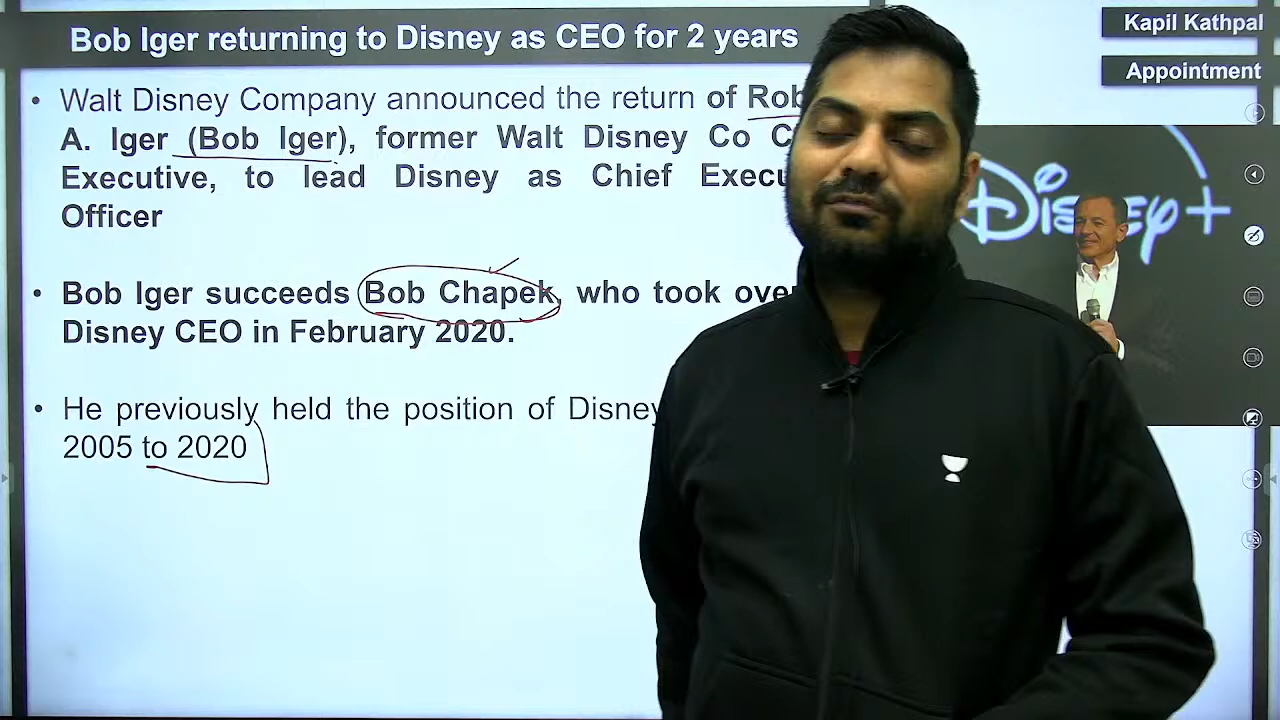 Bob Iger returning to Disney as CEO for 2 years
Kapil Kathpal
Appointment
• Walt Disney Company announced the return of Rob
A. Iger (Bob Iger), former Walt Disney Co C
Executive, to lead Disney as Chief Execu
Officer
• Bob Iger succeeds Bob Chapek, who took over
Disney CEO in February 2020.
• He previously held the position of Disney
2005 to 2020
Disney+